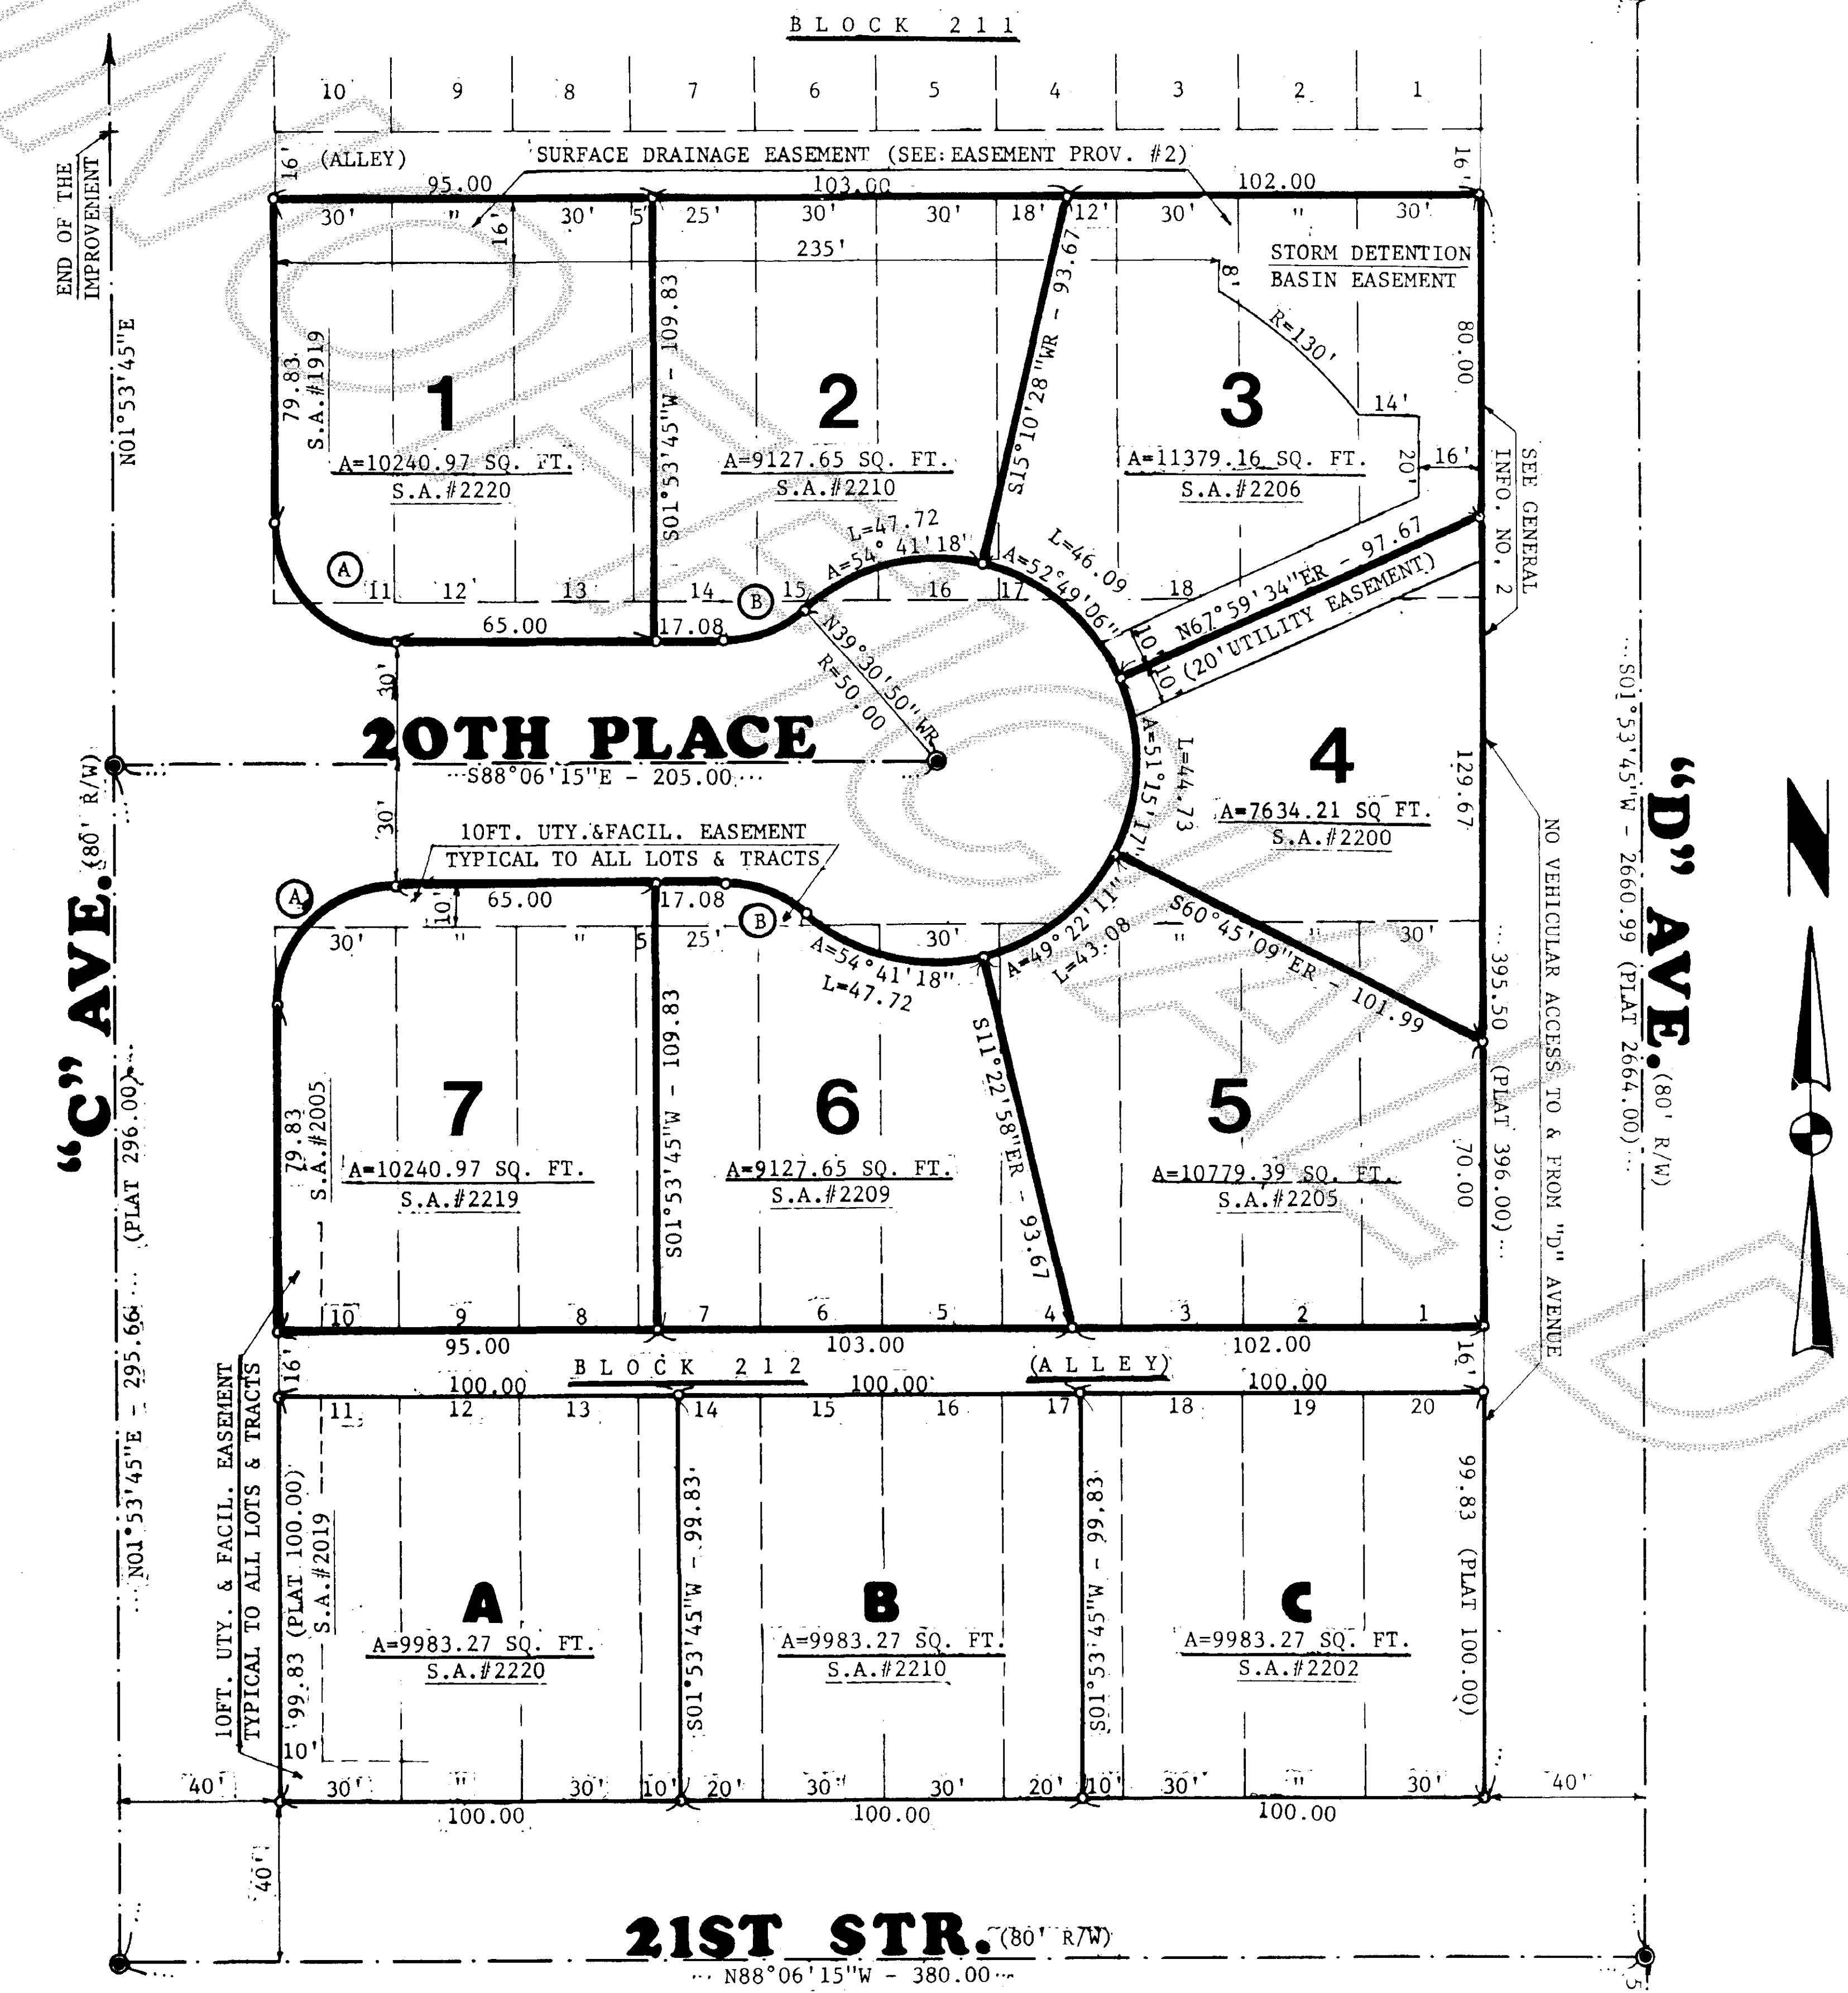 BLOCK 211
10 9 8 7 6 5 4 3 2 1
END OF THE
IMPROVEMENT
16'
(ALLEY)
SURFACE DRAINAGE EASEMENT (SEE: EASEMENT PROV. #2)
16'
95.00
103.00
102.00
30' " 30' 5' 25' 30' 30' 18' 12' 30' " 30'
16'
235'
8'
STORM DETENTION
BASIN EASEMENT
R=130'
N01°53'45"E
79.83
S.A.#1919
1
A=10240.97 SQ. FT.
S.A.#2220
S01°53'45"W - 109.83
2
A=9127.65 SQ. FT.
S.A.#2210
S15°10'28"WR - 93.67
3
A=11379.16 SQ. FT.
S.A.#2206
80.00
14'
20'
16'
SEE GENERAL
INFO. NO. 2
A
11 12 13 14 15 16 17 18
B
L=47.72
A=54°41'18"
L=46.09
A=52°49'06"
N67°59'34"ER - 97.67
(20'UTILITY EASEMENT)
10'
10'
65.00
17.08
N39°30'50"WR
R=50.00
30'
20TH PLACE
S88°06'15"E - 205.00
30'
L=44.73
A=51°15'17"
4
A=7634.21 SQ FT.
S.A.#2200
129.67
S01°53'45"W - 2660.99 (PLAT 2664.00)
"D" AVE. (80' R/W)
N
"C" AVE. (80' R/W)
10FT. UTY.&FACIL. EASEMENT
TYPICAL TO ALL LOTS & TRACTS
A
65.00
17.08
10'
B
30' " " 5 25' 30' " 30'
A=54°41'18"
L=47.72
A=49°22'11"
L=43.08
S60°45'09"ER - 101.99
NO VEHICULAR ACCESS TO & FROM "D" AVENUE
395.50 (PLAT 396.00)
79.83
S.A.#2005
7
A=10240.97 SQ. FT.
S.A.#2219
S01°53'45"W - 109.83
6
A=9127.65 SQ. FT.
S.A.#2209
S11°22'58"ER - 93.67
5
A=10779.39 SQ. FT.
S.A.#2205
70.00
10 9 8 7 6 5 4 3 2 1
95.00
103.00
102.00
N01°53'45"E - 295.66 (PLAT 296.00)
16'
BLOCK 212
(ALLEY)
16'
100.00
100.00
100.00
11 12 13 14 15 16 17 18 19 20
10FT. UTY. & FACIL. EASEMENT
TYPICAL TO ALL LOTS & TRACTS
99.83 (PLAT 100.00)
S.A.#2019
A
A=9983.27 SQ. FT.
S.A.#2220
S01°53'45"W - 99.83'
B
A=9983.27 SQ. FT.
S.A.#2210
S01°53'45"W - 99.83'
C
A=9983.27 SQ. FT.
S.A.#2202
99.83 (PLAT 100.00)
10'
40' 30' " 30' 10' 20' 30" 30' 20' 10' 30' " 30' 40'
100.00
100.00
100.00
40'
21ST STR. (80' R/W)
N88°06'15"W - 380.00
5